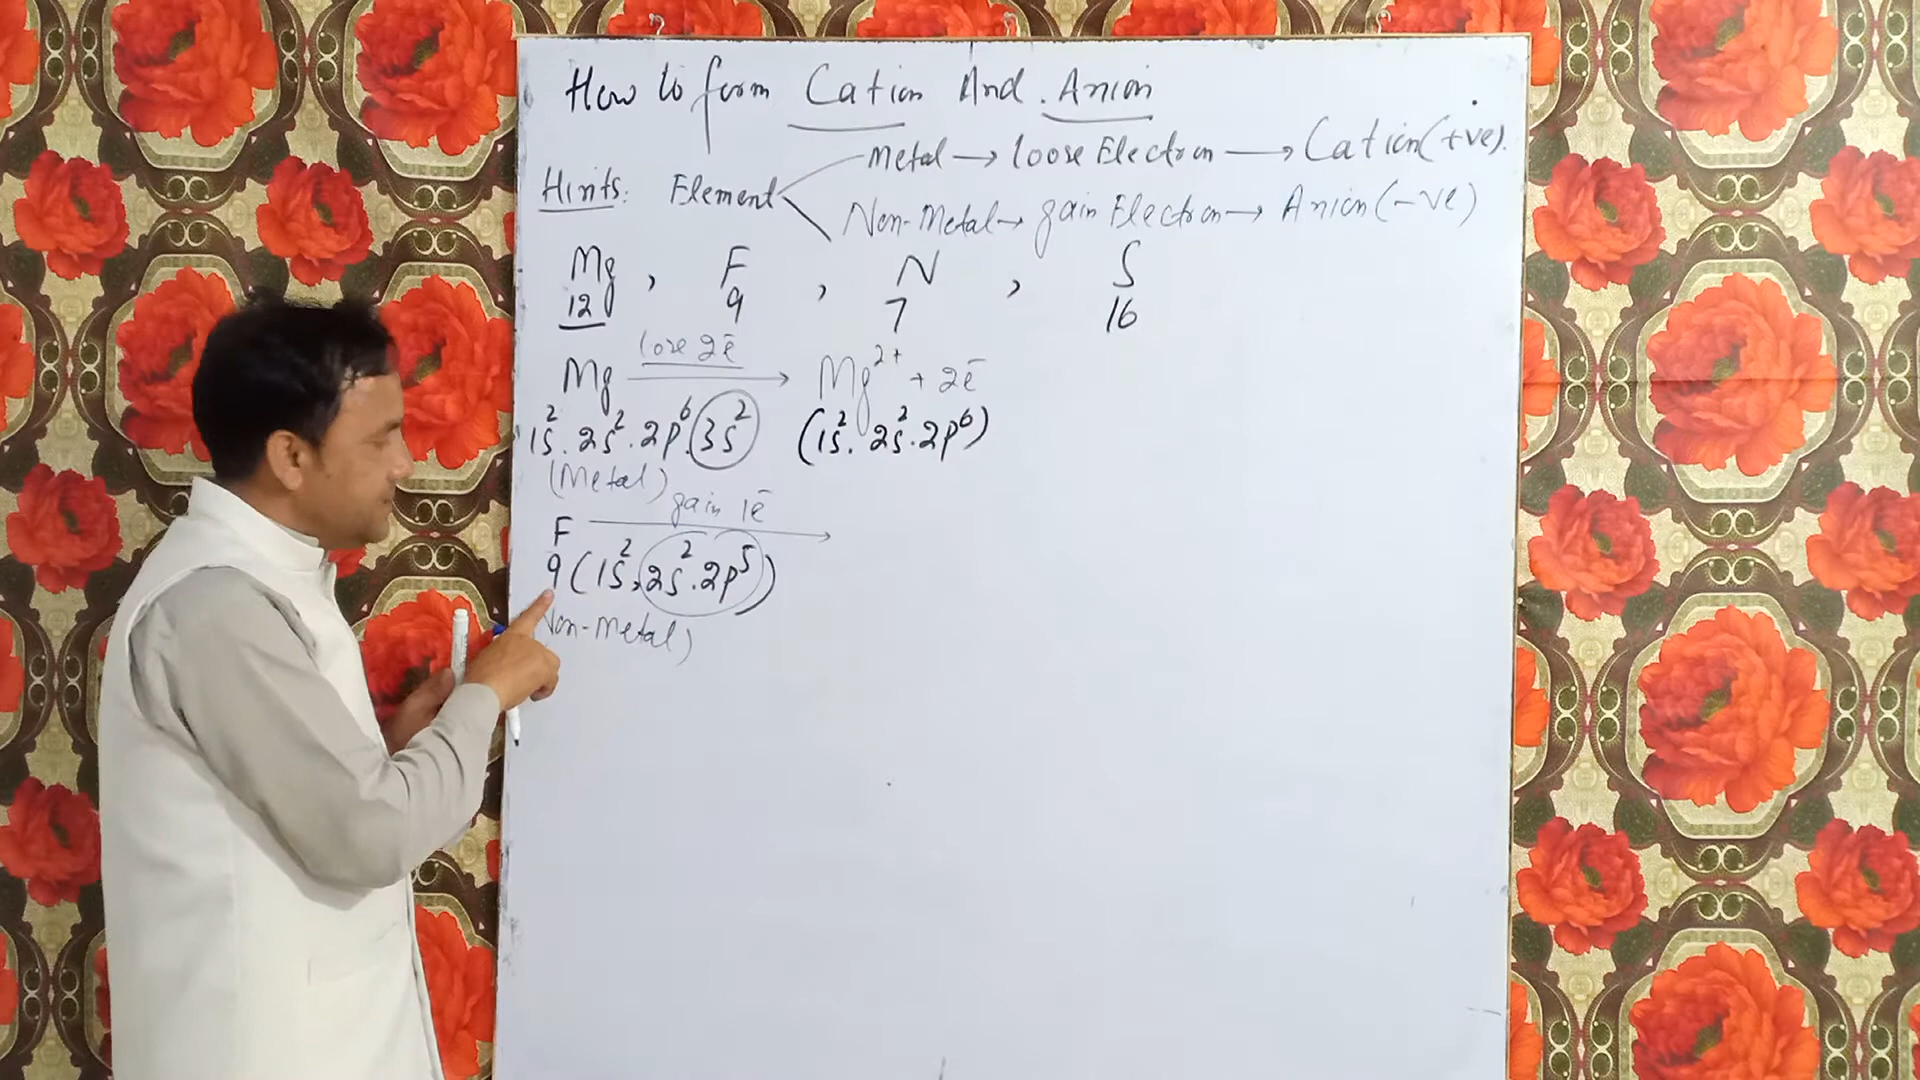 How to form Cation And Anion
Metal → loose Electron → Cation (+ve).
Hints: Element
Non-Metal → gain Electron → Anion (-ve)
Mg, F, N, S
12 9 7 16
Mg lose 2ē → Mg²⁺ + 2ē
1s². 2s². 2p⁶. 3s² (1s². 2s². 2p⁶)
(Metal)
F gain 1ē →
9 (1s², 2s². 2p⁵)
Non-Metal)